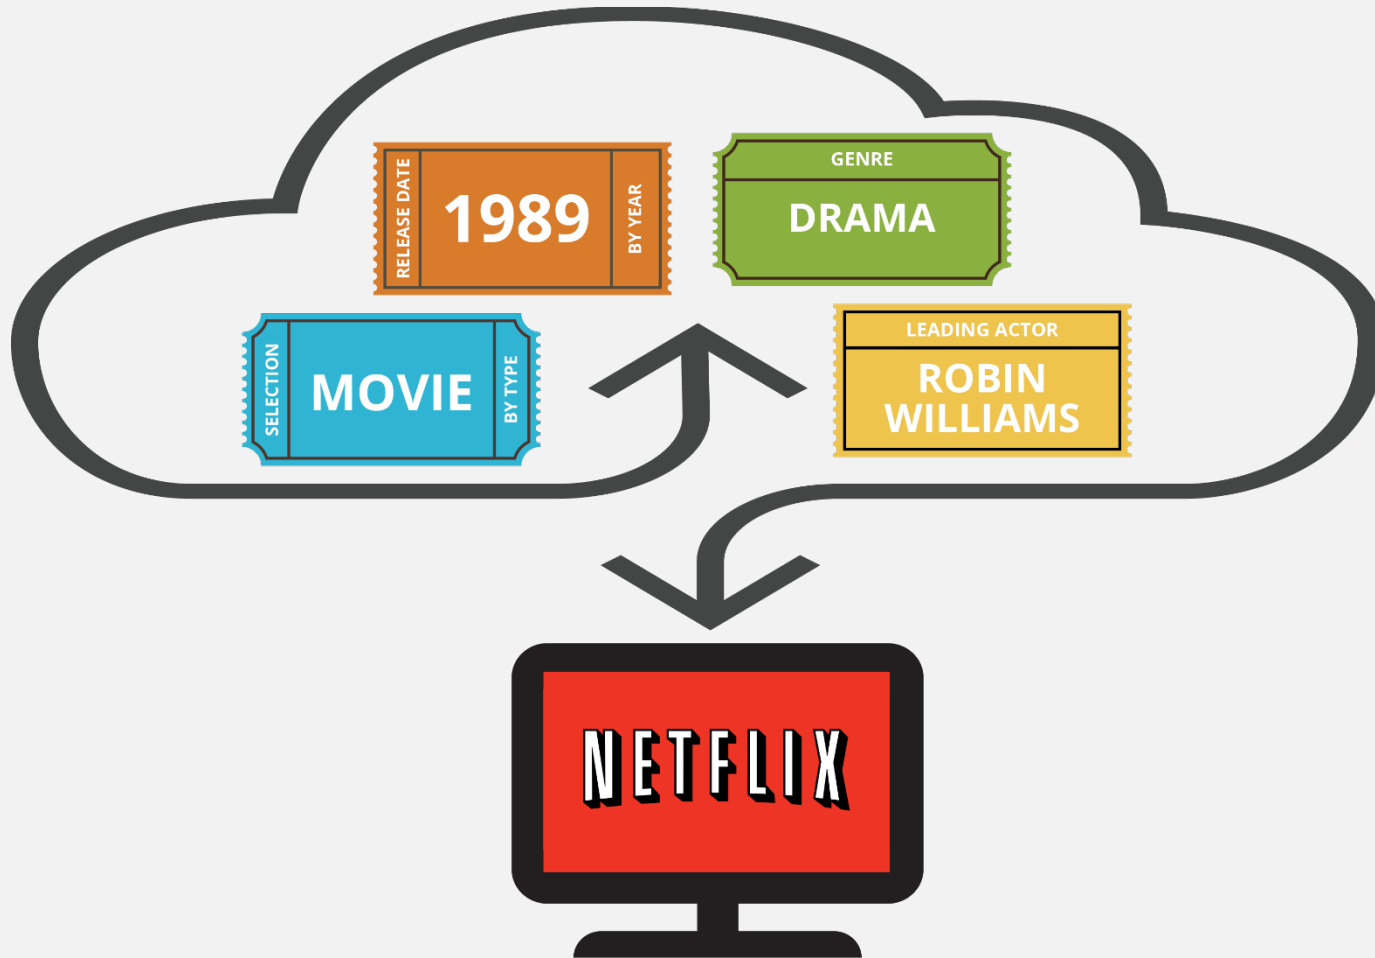 RELEASE DATE
1989
BY YEAR
GENRE
DRAMA
SELECTION
MOVIE
BY TYPE
LEADING ACTOR
ROBIN
WILLIAMS
NETFLIX